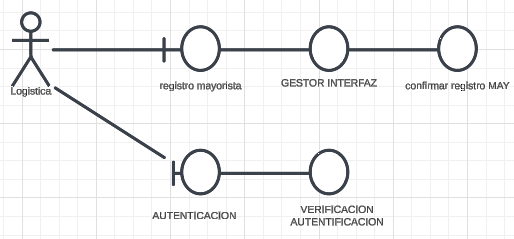 Logistica
registro mayorista
GESTOR INTERFAZ
confirmar registro MAY
AUTENTICACION
VERIFICACION
AUTENTIFICACION